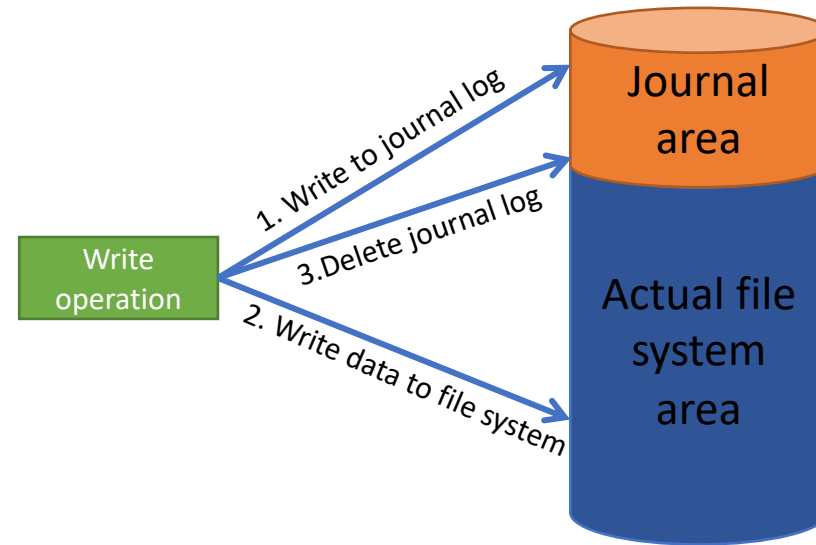 Journal
area
1. Write to journal log
3.Delete journal log
Write
operation
2. Write data to file system
Actual file
system
area